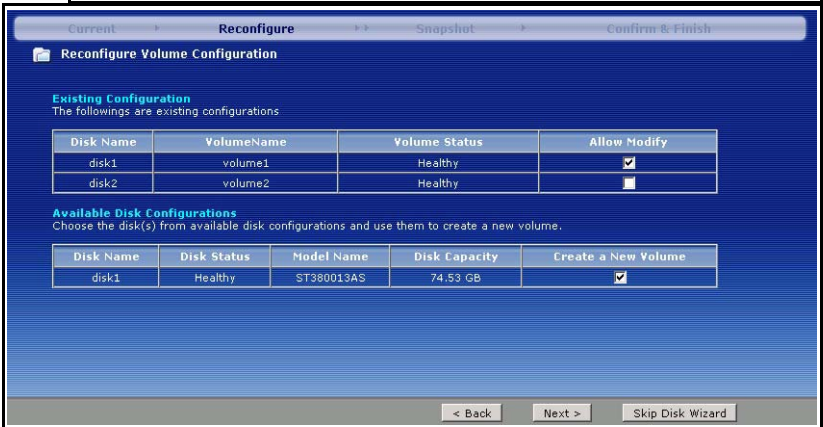 Current Reconfigure Snapshot Confirm & Finish
Reconfigure Volume Configuration
Existing Configuration
The followings are existing configurations
Disk Name VolumeName Volume Status Allow Modify
disk1 volume1 Healthy
disk2 volume2 Healthy
Available Disk Configurations
Choose the disk(s) from available disk configurations and use them to create a new volume.
Disk Name Disk Status Model Name Disk Capacity Create a New Volume
disk1 Healthy ST380013AS 74.53 GB
< Back Next > Skip Disk Wizard